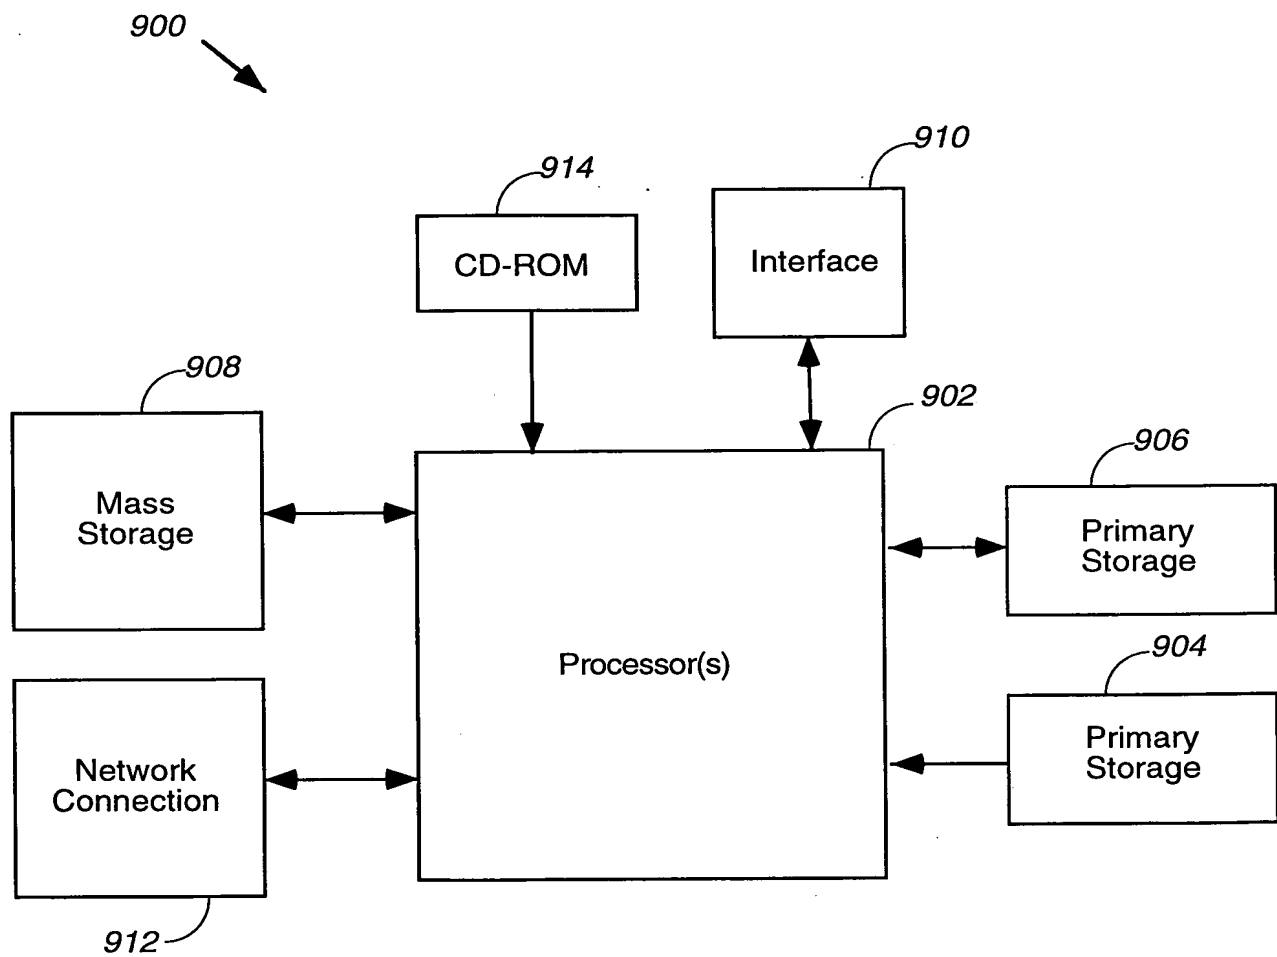 900
910
914
CD-ROM
Interface
908
902
906
Mass
Storage
Primary
Storage
904
Processor(s)
Primary
Storage
Network
Connection
912